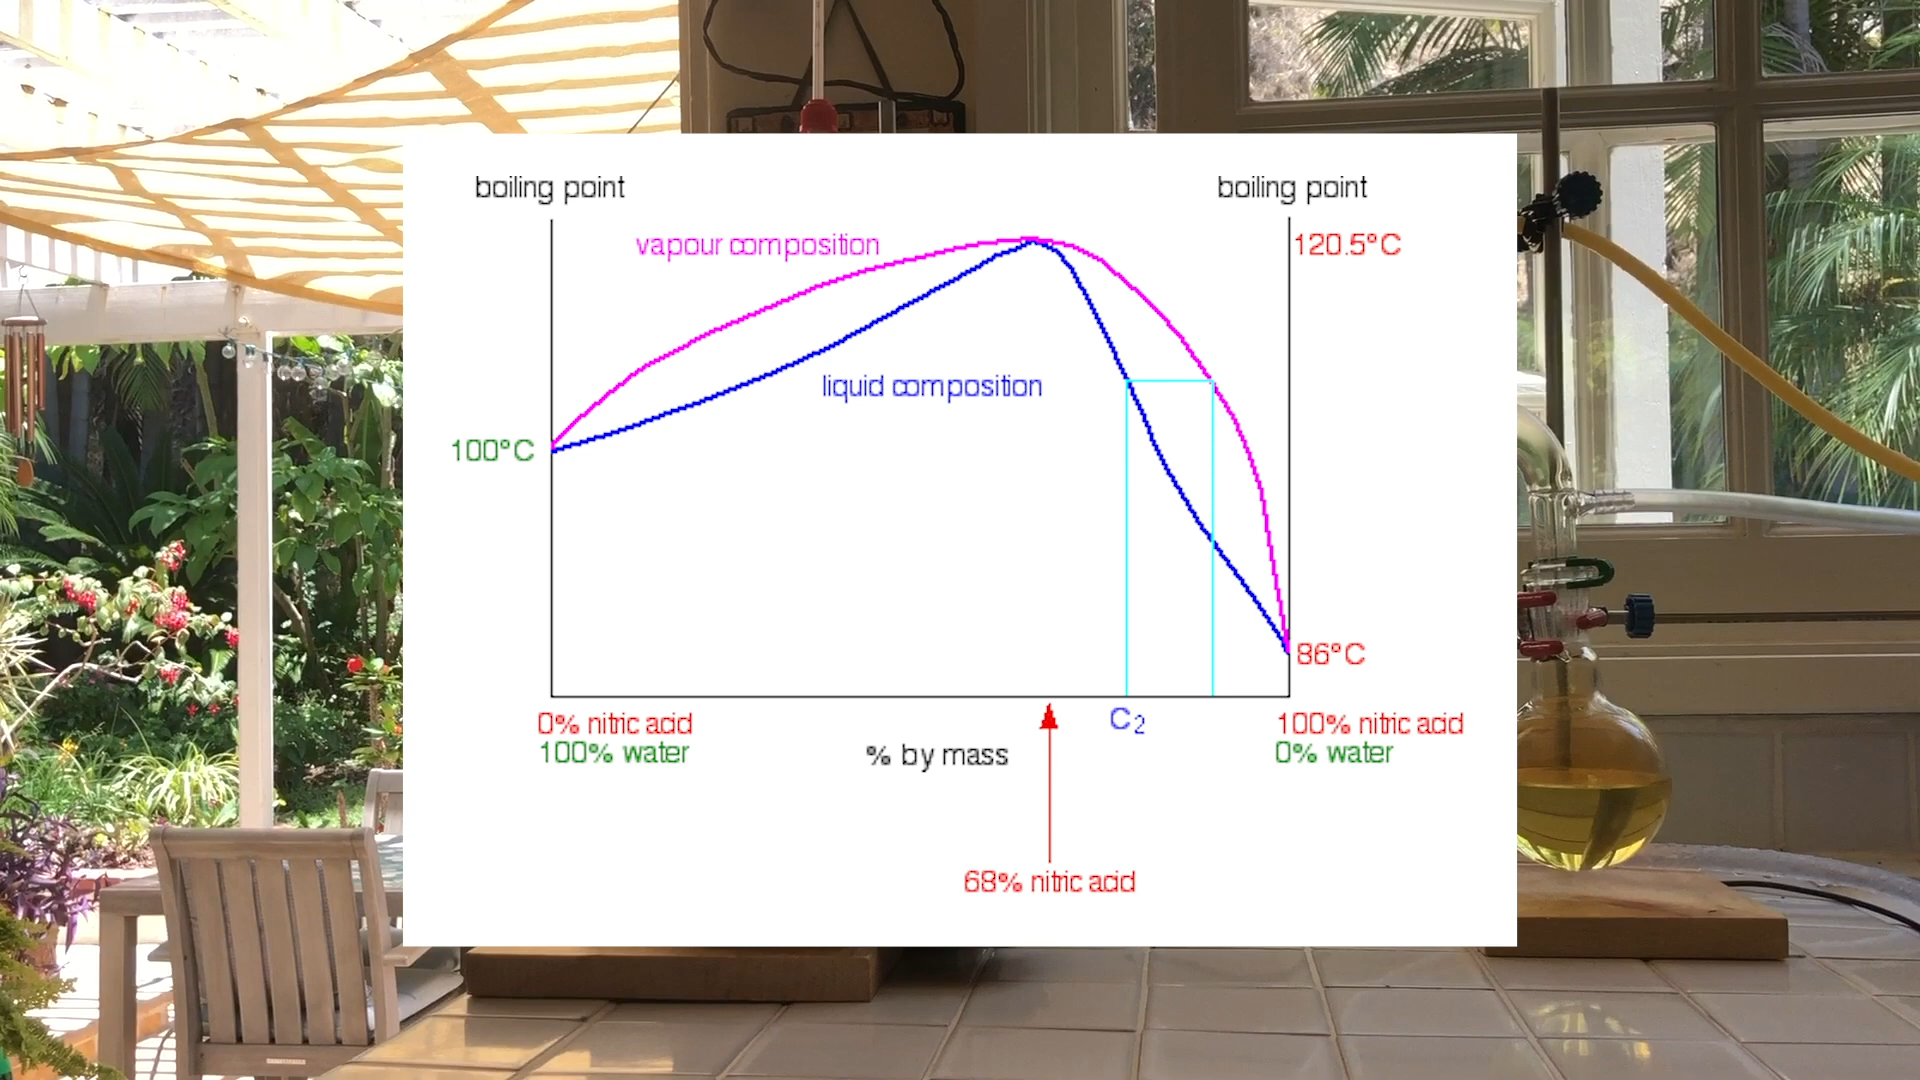 boiling point
boiling point
vapour composition
120.5°C
liquid composition
100°C
86°C
C2
0% nitric acid
100% water
% by mass
100% nitric acid
0% water
68% nitric acid